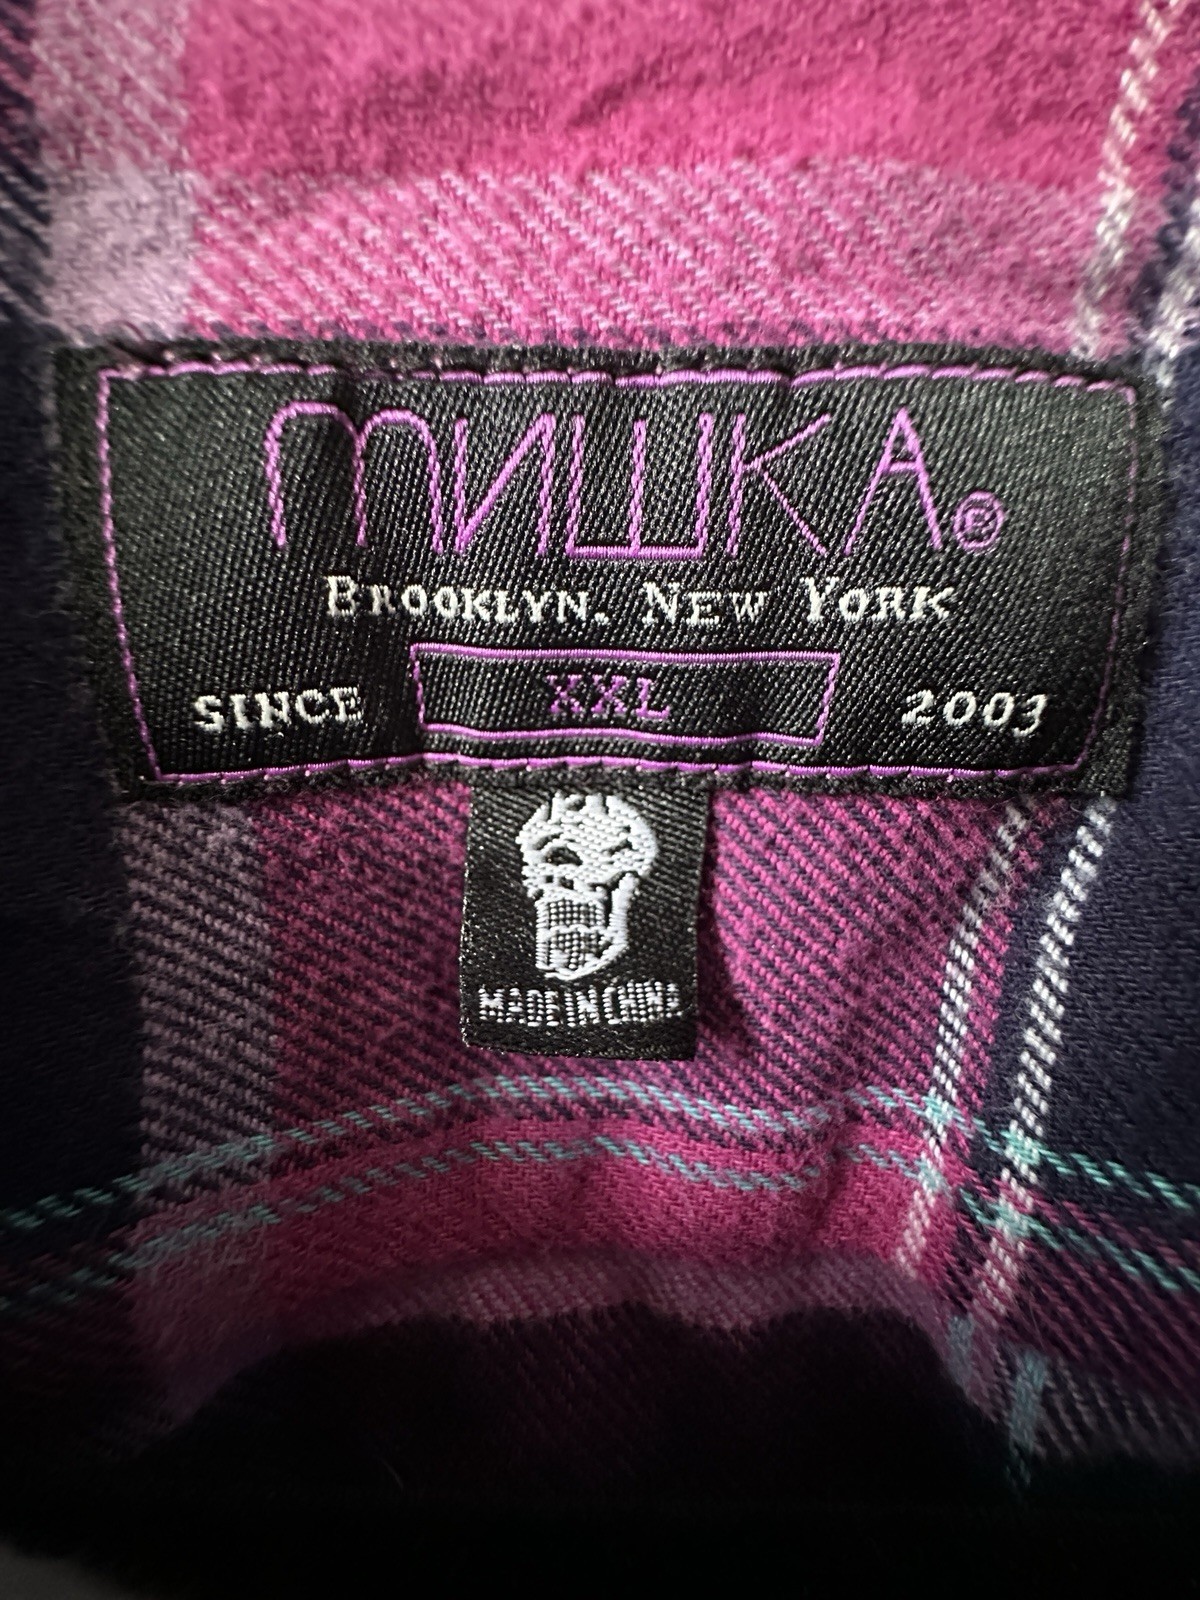 мишкА®
BROOKLYN. NEW YORK
SINCE XXL 2003
MADE IN CHINA